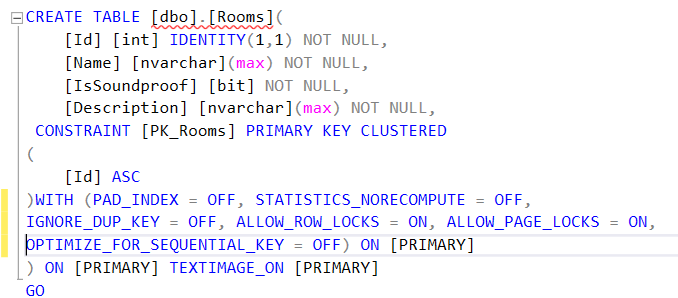 CREATE TABLE [dbo].[Rooms](
[Id] [int] IDENTITY(1,1) NOT NULL,
[Name] [nvarchar](max) NOT NULL,
[IsSoundproof] [bit] NOT NULL,
[Description] [nvarchar](max) NOT NULL,
CONSTRAINT [PK_Rooms] PRIMARY KEY CLUSTERED
(
[Id] ASC
)WITH (PAD_INDEX = OFF, STATISTICS_NORECOMPUTE = OFF,
IGNORE_DUP_KEY = OFF, ALLOW_ROW_LOCKS = ON, ALLOW_PAGE_LOCKS = ON,
OPTIMIZE_FOR_SEQUENTIAL_KEY = OFF) ON [PRIMARY]
) ON [PRIMARY] TEXTIMAGE_ON [PRIMARY]
GO